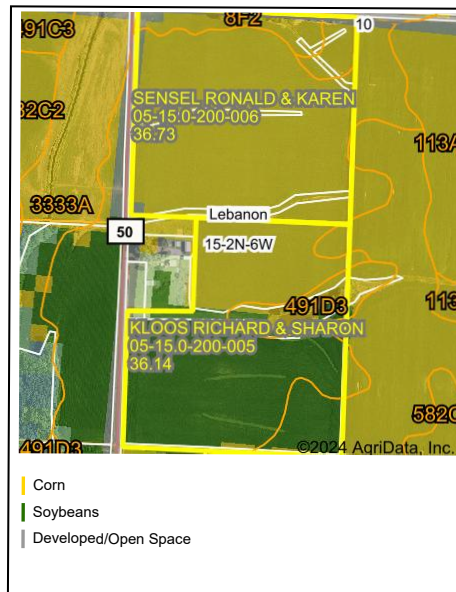 491C3
8F2
10
SENSEL RONALD & KAREN
05-15.0-200-006
36.73
32C2
113A
3333A
Lebanon
50
15-2N-6W
491D3
113
KLOOS RICHARD & SHARON
05-15.0-200-005
36.14
582C
491D3
©2024 AgriData, Inc.
Corn
Soybeans
Developed/Open Space